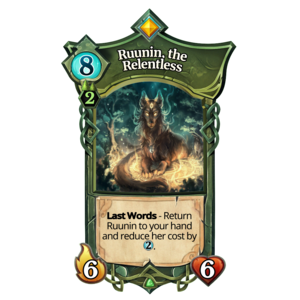 Ruunin, the
Relentless
8
2
Last Words - Return
Ruunin to your hand
and reduce her cost by
2.
6
6